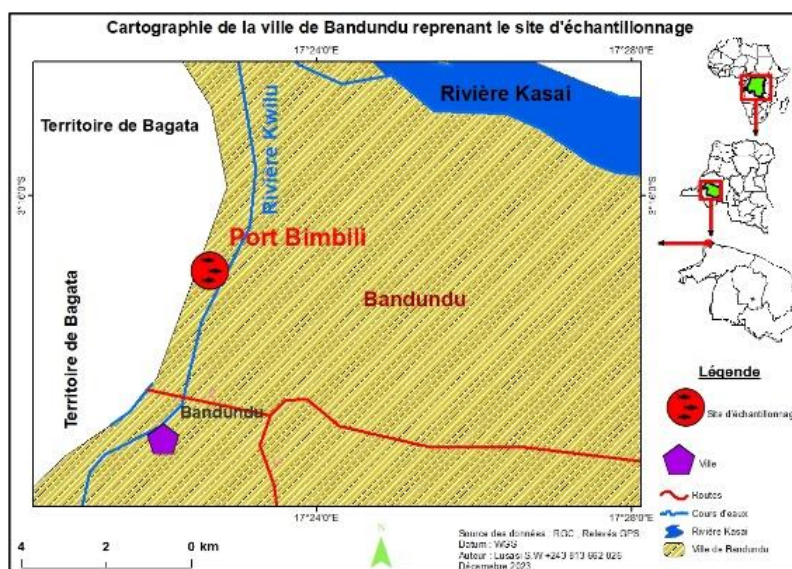 Cartographie de la ville de Bandundu reprenant le site d'échantillonnage
17°24'0"E 17°28'0"E
Rivière Kasai
Territoire de Bagata
Rivière Kwilu
3°16'0"S 3°16'0"S
Port Bimbili
Bandundu
Territoire de Bagata
Bandundu
17°24'0"E 17°28'0"E
Légende
Site d'échantillonnage
Ville
Routes
Cours d'eaux
Rivière Kasai
Ville de Bandundu
4 2 0 km
N
Source des données : RGC , Relevés GPS
Datum : WGS
Auteur : Lusasi S.W +243 813 662 026
Décemebre 2023